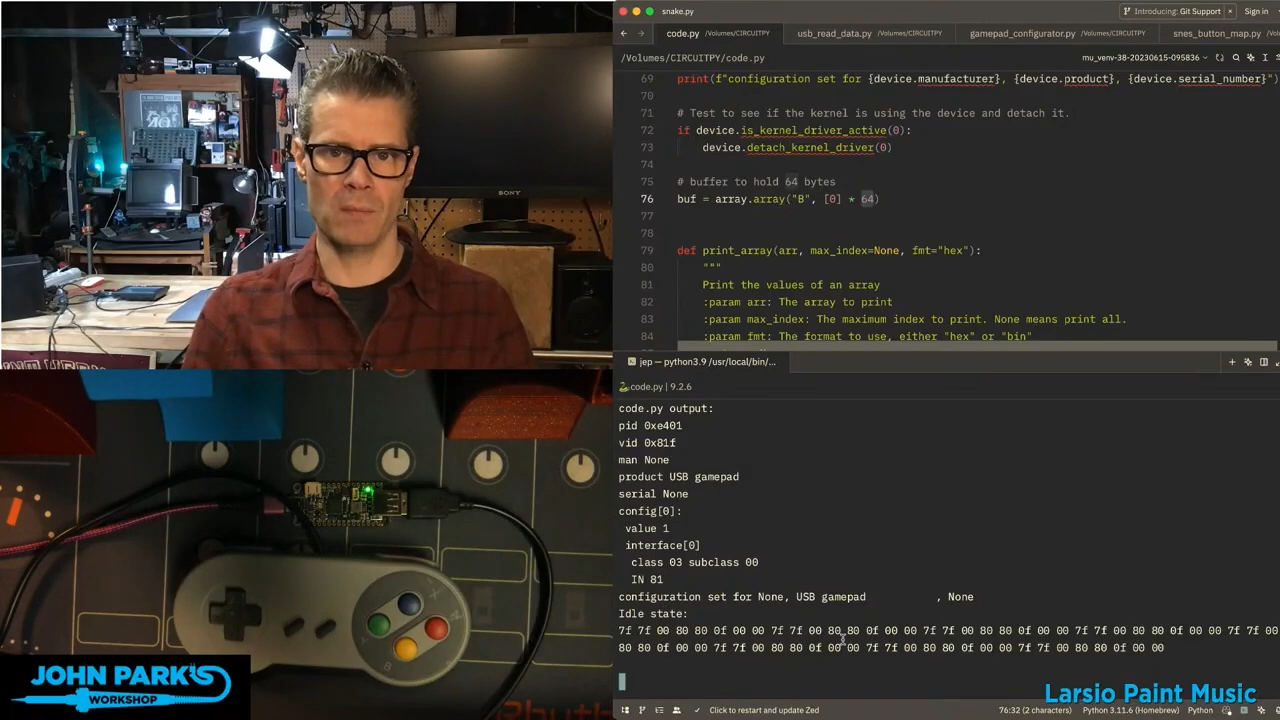 snake.py
Introducing: Git Support
Sign in
code.py /Volumes/CIRCUITPY
usb_read_data.py /Volumes/CIRCUITPY
gamepad_configurator.py /Volumes/CIRCUITPY
snes_button_map.py /Volu
/Volumes/CIRCUITPY/code.py
mu_venv-38-20230615-095836
69 print(f"configuration set for {device.manufacturer}, {device.product}, {device.serial_number}"
70
71 # Test to see if the kernel is using the device and detach it.
72 if device.is_kernel_driver_active(0):
73 device.detach_kernel_driver(0)
74
75 # buffer to hold 64 bytes
76 buf = array.array("B", [0] * 64)
77
78
79 def print_array(arr, max_index=None, fmt="hex"):
80 """
81 Print the values of an array
82 :param arr: The array to print
83 :param max_index: The maximum index to print. None means print all.
84 :param fmt: The format to use, either "hex" or "bin"
jep — python3.9 /usr/local/bin/...
code.py | 9.2.6
code.py output:
pid 0xe401
vid 0x81f
man None
product USB gamepad
serial None
config[0]:
value 1
interface[0]
class 03 subclass 00
IN 81
configuration set for None, USB gamepad , None
Idle state:
7f 7f 00 80 80 0f 00 00 7f 7f 00 80 80 0f 00 00 7f 7f 00 80 80 0f 00 00 7f 7f 00 80 80 0f 00 00 7f 7f 00
80 80 0f 00 00 7f 7f 00 80 80 0f 00 00 7f 7f 00 80 80 0f 00 00 7f 7f 00 80 80 0f 00 00
Click to restart and update Zed
76:32 (2 characters)
Python 3.11.6 (Homebrew)
Python
SONY
X
Y
A
B
JOHN PARK'S
WORKSHOP
Larsio Paint Music